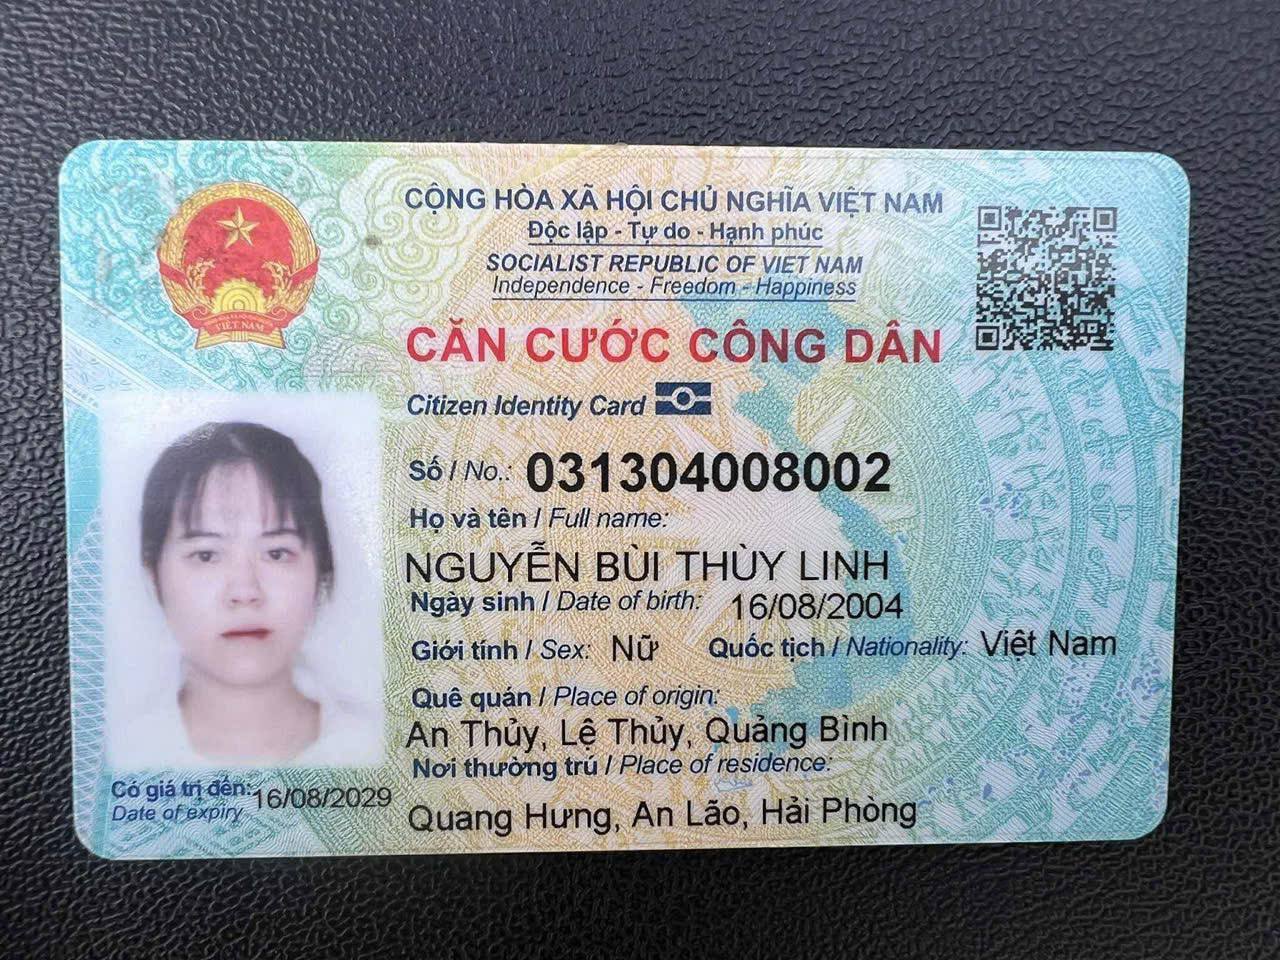 CỘNG HÒA XÃ HỘI CHỦ NGHĨA VIỆT NAM
Độc lập - Tự do - Hạnh phúc
SOCIALIST REPUBLIC OF VIET NAM
Independence - Freedom - Happiness
VIỆT NAM
CĂN CƯỚC CÔNG DÂN
Citizen Identity Card
Số / No.: 031304008002
Họ và tên / Full name:
NGUYỄN BÙI THÙY LINH
Ngày sinh / Date of birth: 16/08/2004
Giới tính / Sex: Nữ Quốc tịch / Nationality: Việt Nam
Quê quán / Place of origin:
An Thủy, Lệ Thủy, Quảng Bình
Nơi thường trú / Place of residence:
Quang Hưng, An Lão, Hải Phòng
Có giá trị đến: 16/08/2029
Date of expiry